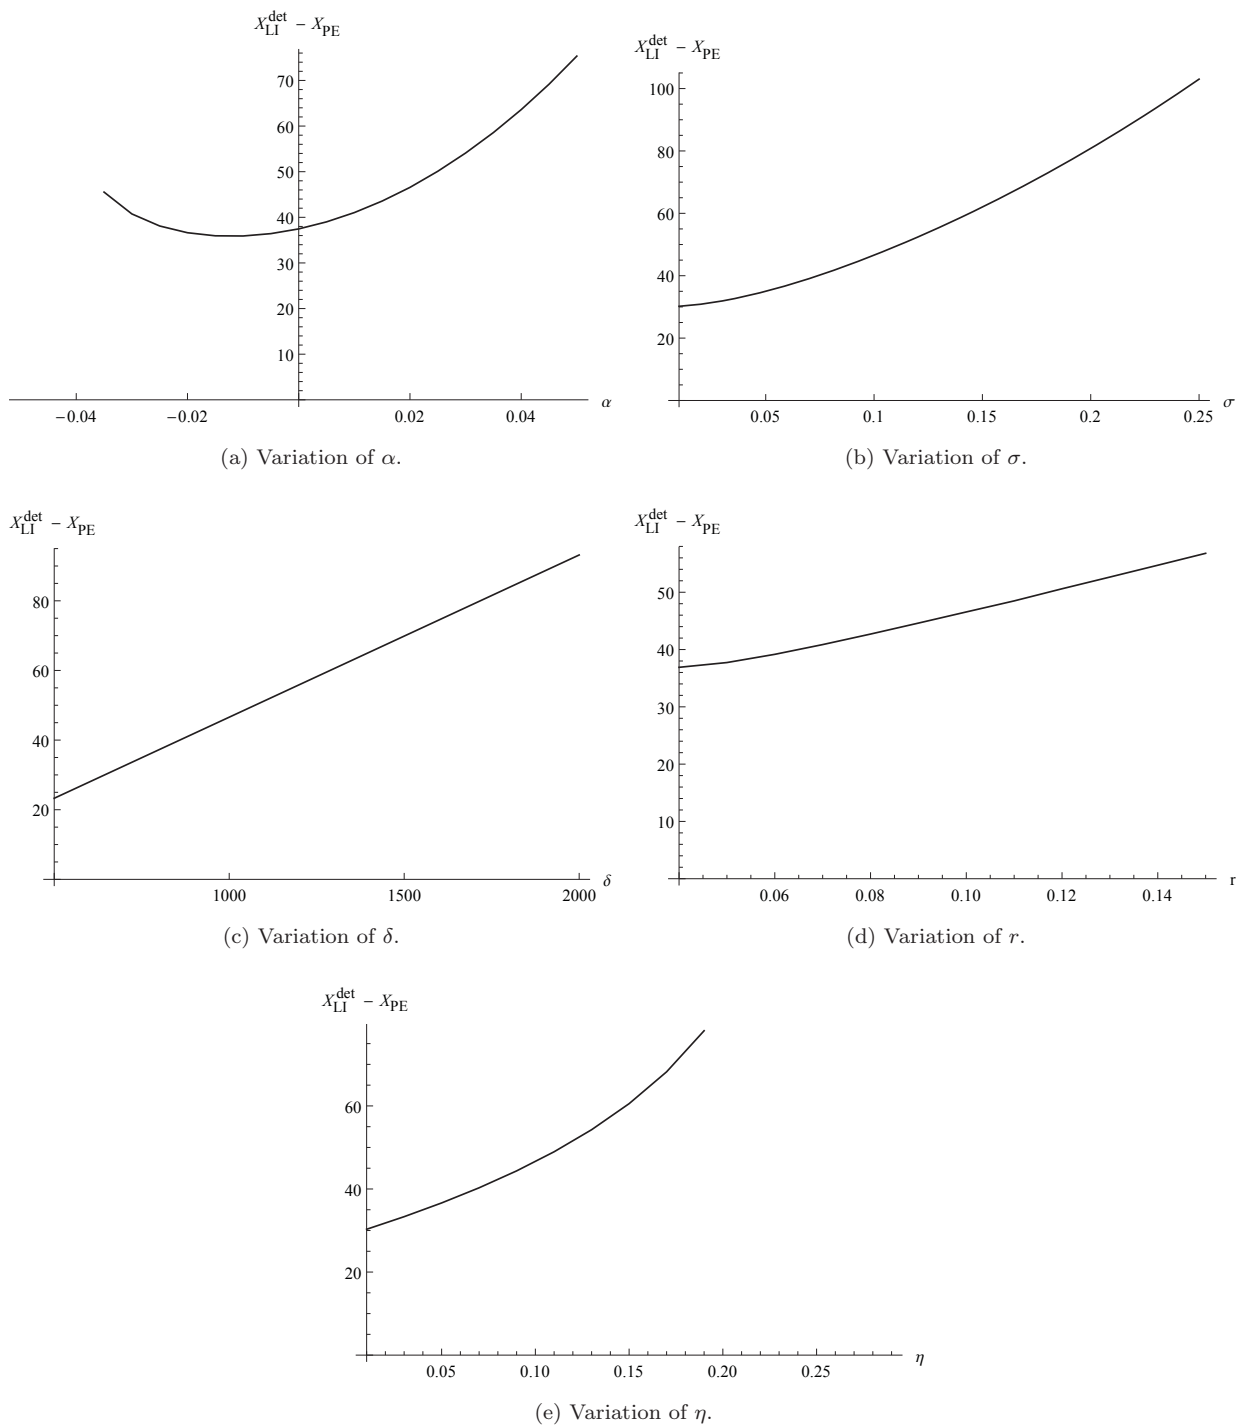 X_LI^det − X_PE
70
60
50
40
30
20
10
−0.04 −0.02 0.02 0.04 α
(a) Variation of α.
X_LI^det − X_PE
100
80
60
40
20
0.05 0.1 0.15 0.2 0.25 σ
(b) Variation of σ.
X_LI^det − X_PE
80
60
40
20
1000 1500 2000 δ
(c) Variation of δ.
X_LI^det − X_PE
50
40
30
20
10
0.06 0.08 0.10 0.12 0.14 r
(d) Variation of r.
X_LI^det − X_PE
60
40
20
0.05 0.10 0.15 0.20 0.25 η
(e) Variation of η.